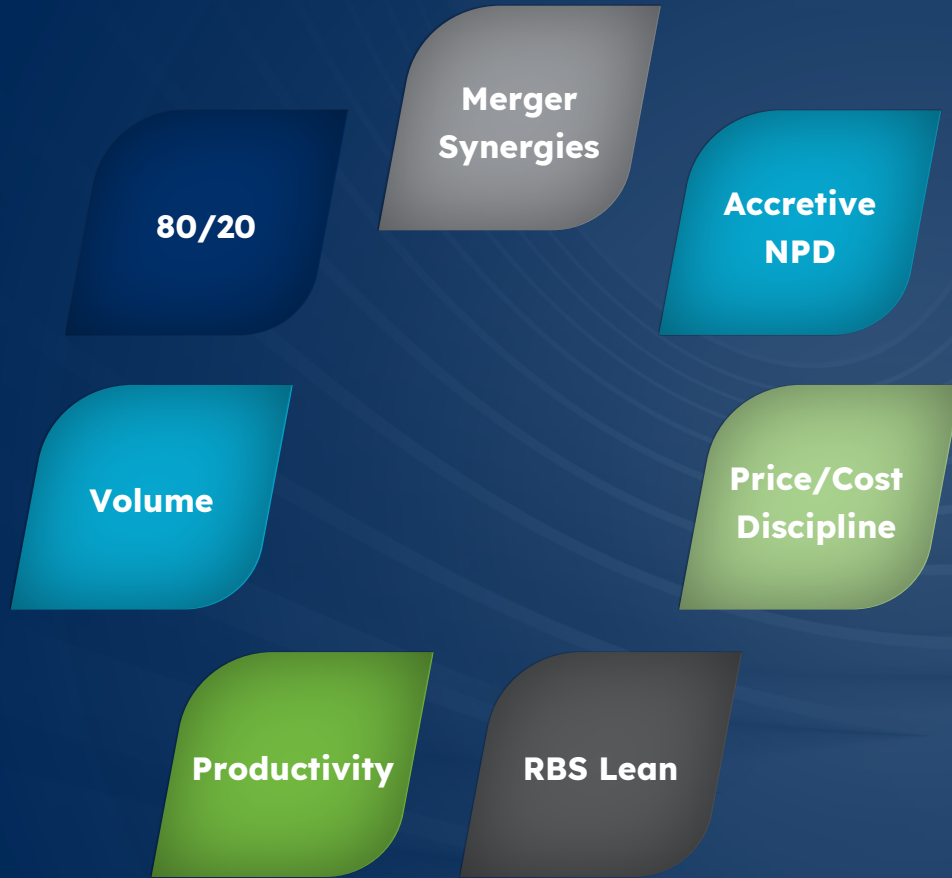 Merger
Synergies
80/20
Accretive
NPD
Volume
Price/Cost
Discipline
Productivity
RBS Lean